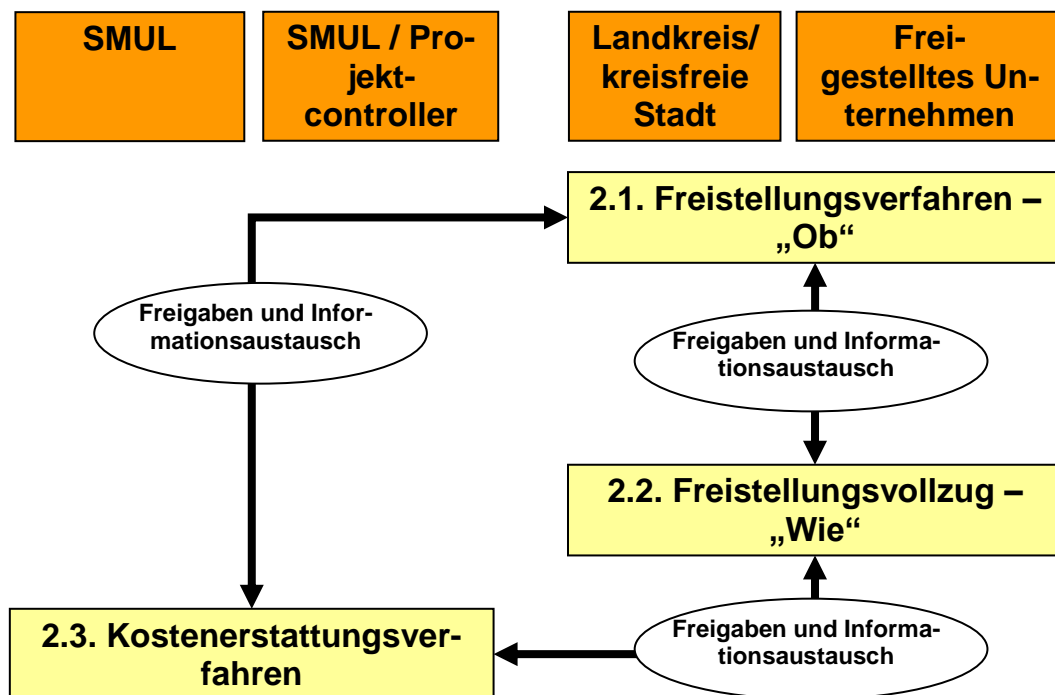 SMUL
SMUL / Pro-
jekt-
controller
Landkreis/
kreisfreie
Stadt
Frei-
gestelltes Un-
ternehmen
2.1. Freistellungsverfahren –
„Ob“
Freigaben und Infor-
mationsaustausch
Freigaben und Informa-
tionsaustausch
2.2. Freistellungsvollzug –
„Wie“
2.3. Kostenerstattungsver-
fahren
Freigaben und Informa-
tionsaustausch